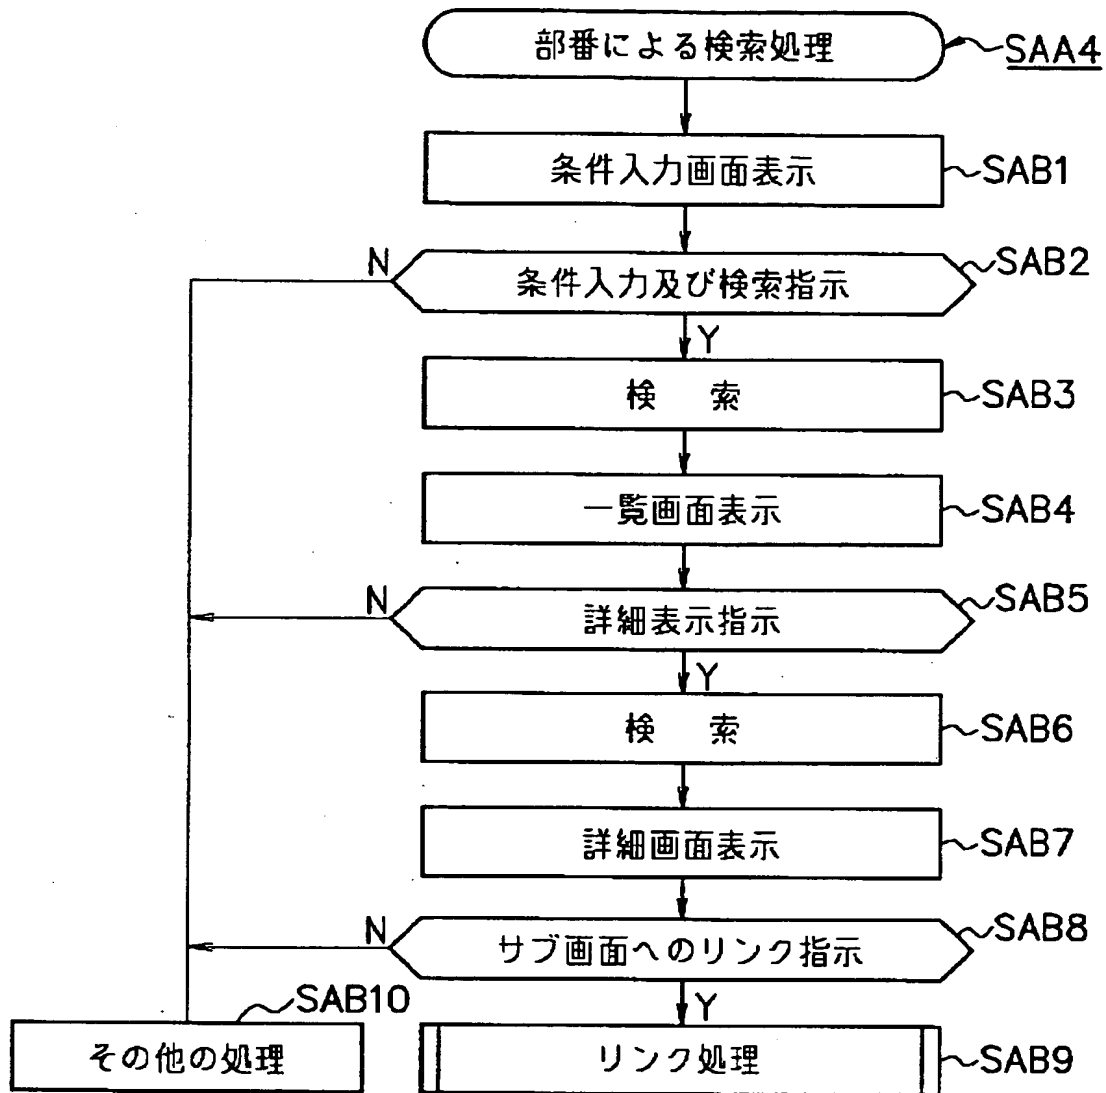 部番による検索処理 SAA4
条件入力画面表示 SAB1
N 条件入力及び検索指示 SAB2
Y
検 索 SAB3
一覧画面表示 SAB4
N 詳細表示指示 SAB5
Y
検 索 SAB6
詳細画面表示 SAB7
N サブ画面へのリンク指示 SAB8
SAB10 Y
その他の処理 リンク処理 SAB9